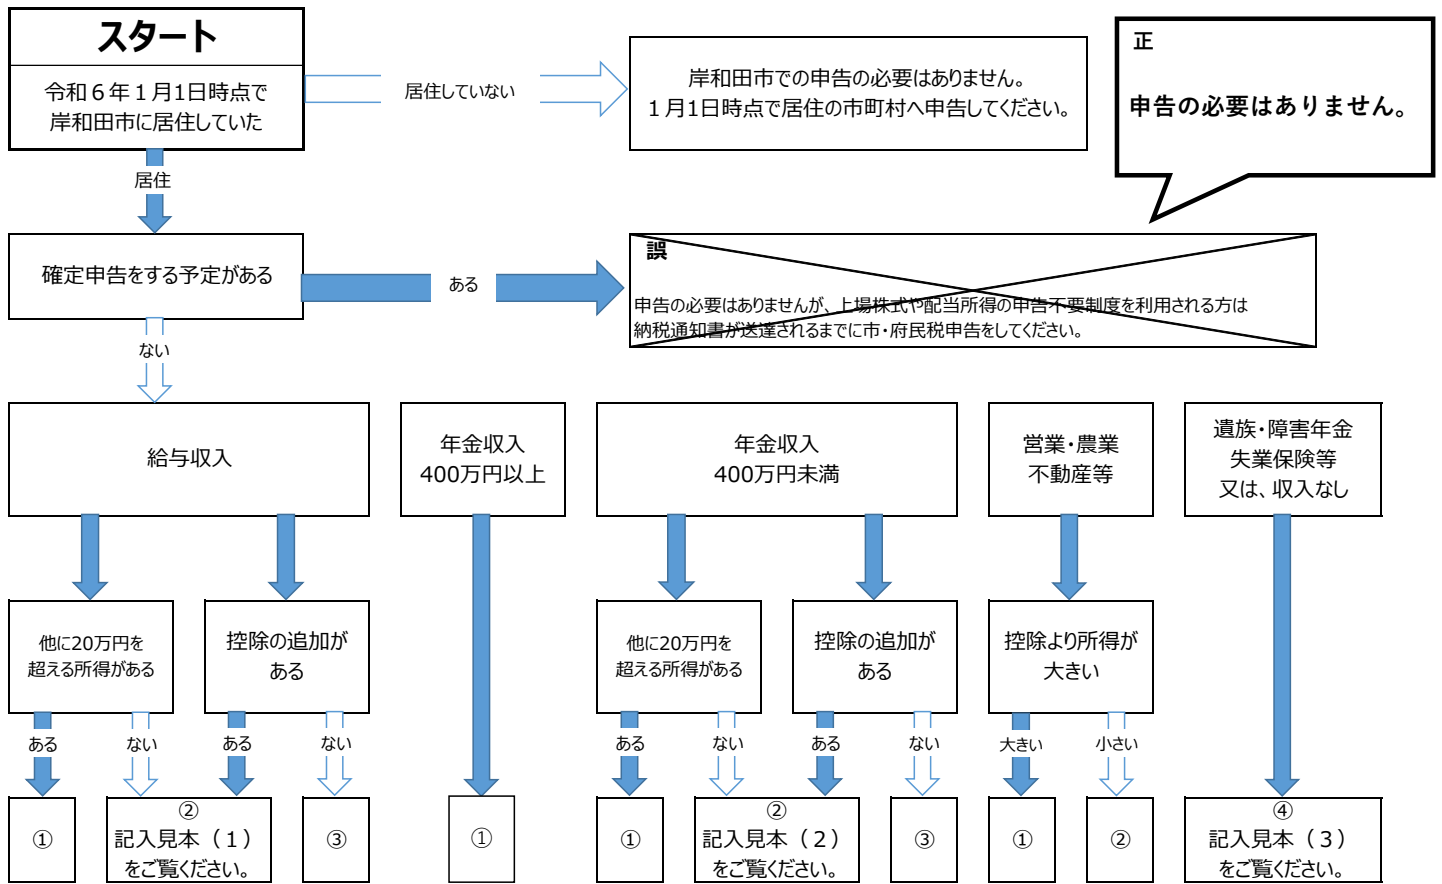 スタート
令和６年１月1日時点で
岸和田市に居住していた
居住していない
岸和田市での申告の必要はありません。
１月1日時点で居住の市町村へ申告してください。
正
申告の必要はありません。
居住
確定申告をする予定がある
ある
誤
申告の必要はありませんが、上場株式や配当所得の申告不要制度を利用される方は
納税通知書が送達されるまでに市・府民税申告をしてください。
ない
給与収入
年金収入
400万円以上
年金収入
400万円未満
営業・農業
不動産等
遺族・障害年金
失業保険等
又は、収入なし
他に20万円を
超える所得がある
控除の追加が
ある
他に20万円を
超える所得がある
控除の追加が
ある
控除より所得が
大きい
ある
ない
ある
ない
ある
ない
ある
ない
大きい
小さい
①
②
記入見本（１）
をご覧ください。
③
①
①
②
記入見本（２）
をご覧ください。
③
①
②
④
記入見本（３）
をご覧ください。